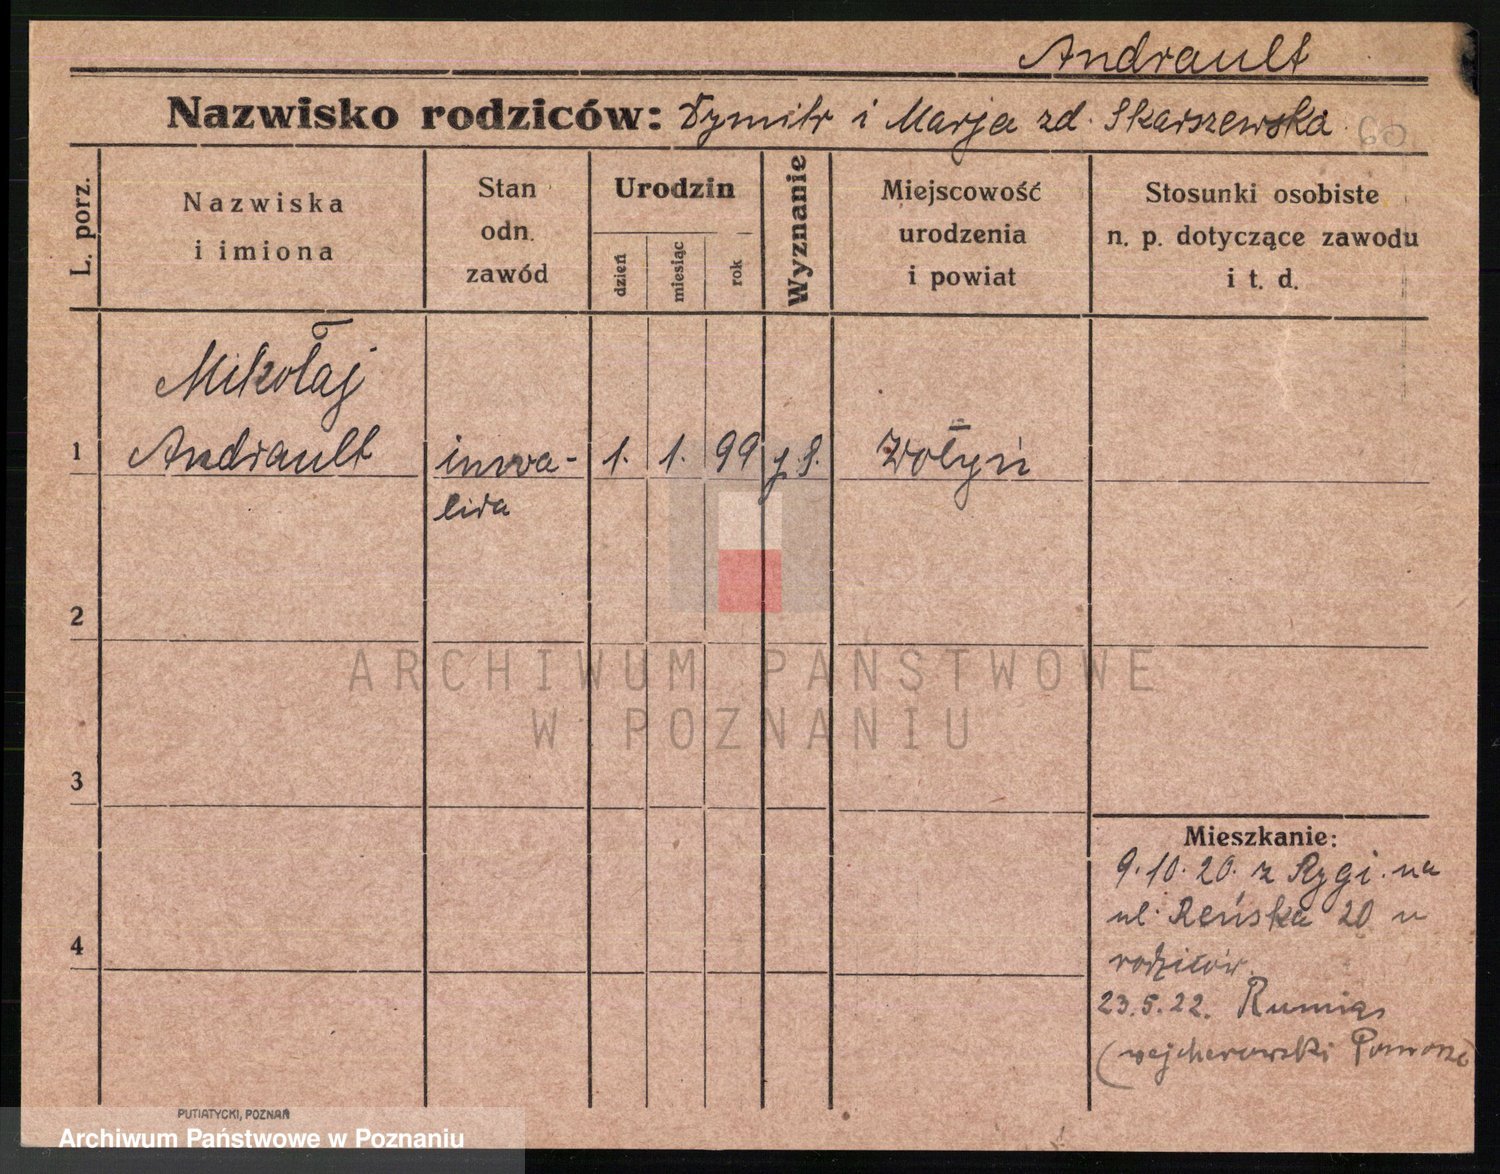 Andrault
Nazwisko rodziców: Dymitr i Marja zd. Skarszewska
60
L. porz.
Nazwiska
i imiona
Stan
odn.
zawód
Urodzin
dzień
miesiąc
rok
Wyznanie
Miejscowość
urodzenia
i powiat
Stosunki osobiste
n. p. dotyczące zawodu
i t. d.
Mikołaj
1 Andrault inwa- 1. 1. 99 Wołyń
lida
2
ARCHIWUM PAŃSTWOWE
W POZNANIU
3
Mieszkanie:
9.10.20. z Rygi na
ul. Reńska 20 u
4
rodziców.
23.5.22.
(wejherowski
PUTIATYCKI, POZNAŃ
Archiwum Państwowe w Poznaniu